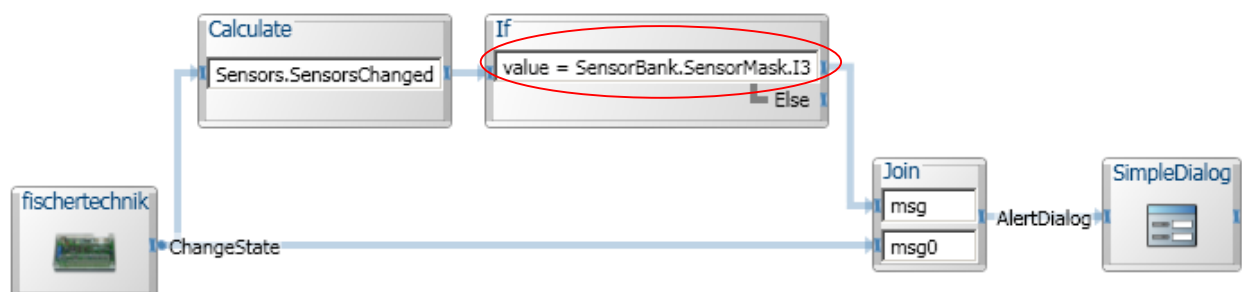 Calculate
Sensors.SensorsChanged
If
value = SensorBank.SensorMask.I3
Else
fischertechnik
ChangeState
Join
msg
msg0
AlertDialog
SimpleDialog